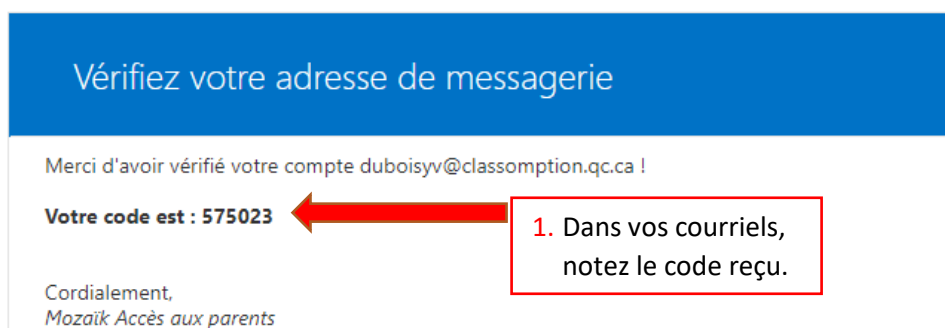 Vérifiez votre adresse de messagerie
Merci d'avoir vérifié votre compte duboisyv@classomption.qc.ca !
Votre code est : 575023
1. Dans vos courriels,
notez le code reçu.
Cordialement,
Mozaïk Accès aux parents